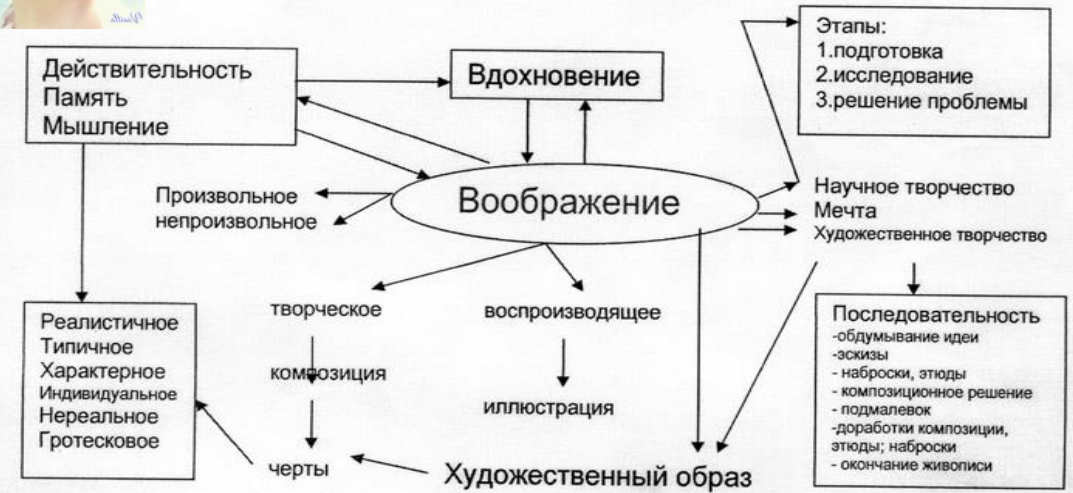 Действительность
Память
Мышление
Вдохновение
Этапы:
1.подготовка
2.исследование
3.решение проблемы
Произвольное
непроизвольное
Воображение
Научное творчество
Мечта
Художественное творчество
творческое
воспроизводящее
композиция
иллюстрация
черты
Художественный образ
Реалистичное
Типичное
Характерное
Индивидуальное
Нереальное
Гротесковое
Последовательность
-обдумывание идеи
-эскизы
- наброски, этюды
- композиционное решение
- подмалевок
-доработки композиции,
этюды; наброски
- окончание живописи